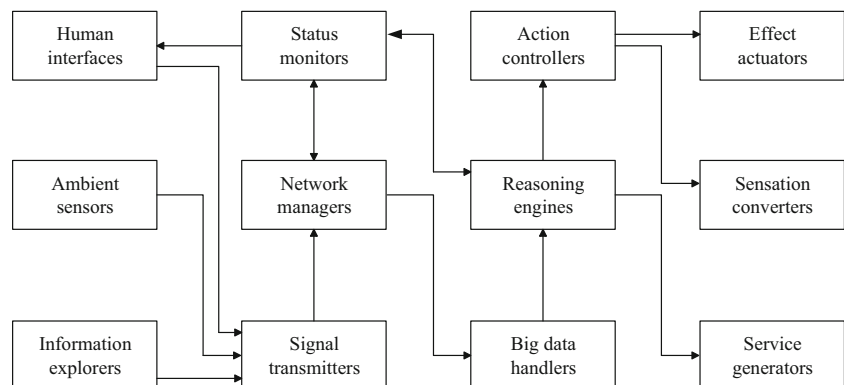 Human
interfaces
Status
monitors
Action
controllers
Effect
actuators
Ambient
sensors
Network
managers
Reasoning
engines
Sensation
converters
Information
explorers
Signal
transmitters
Big data
handlers
Service
generators